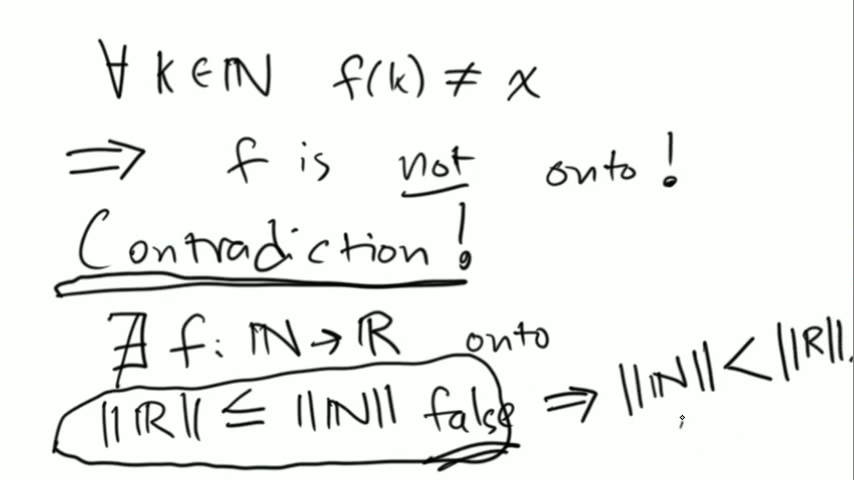 ∀ k ∈ ℕ f(k) ≠ x
⇒ f is not onto!
Contradiction!
∄ f: ℕ → ℝ onto
||ℝ|| ≤ ||ℕ|| false ⇒ ||ℕ|| < ||ℝ||.